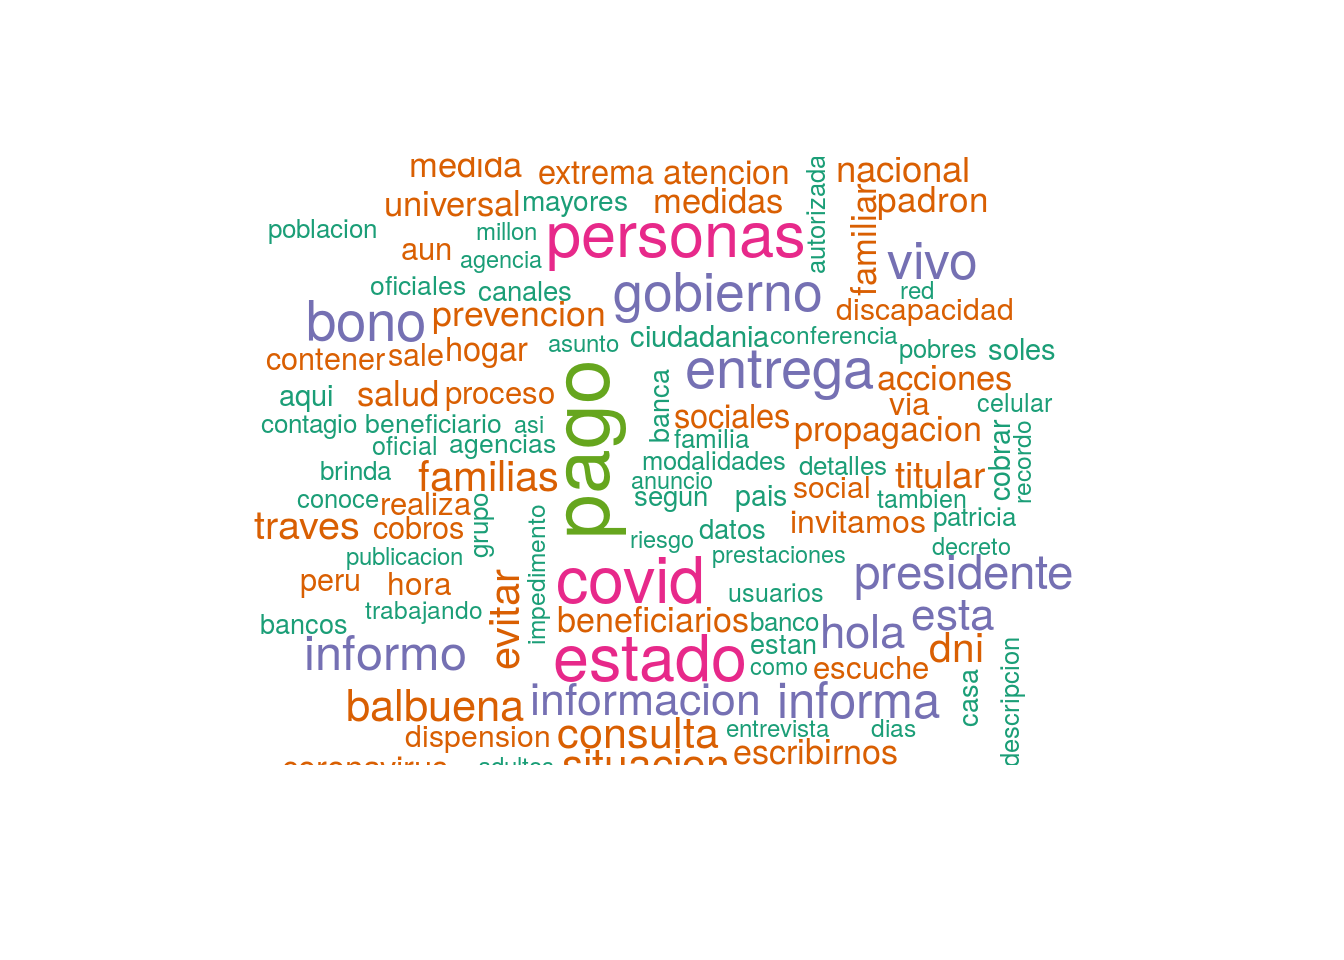 medida extrema atencion autorizada nacional
universal mayores medidas familiar padron
poblacion aun millon personas
agencia vivo
oficiales canales gobierno red
bono prevencion discapacidad
contener sale hogar asunto ciudadania conferencia pobres soles
entrega acciones
aqui salud proceso pago banca via celular
contagio beneficiario asi sociales propagacion cobrar recordo
oficial agencias familia
brinda familias modalidades detalles titular
conoce realiza anuncio segun pais social tambien
traves cobros grupo impedimento datos invitamos patricia
publicacion riesgo prestaciones decreto
peru hora evitar covid usuarios presidente
bancos trabajando beneficiarios banco hola esta
informo estado estan dni
como escuche casa descripcion
balbuena informacion informa
dispension consulta entrevista dias
coronavirus adultos situacion escribirnos